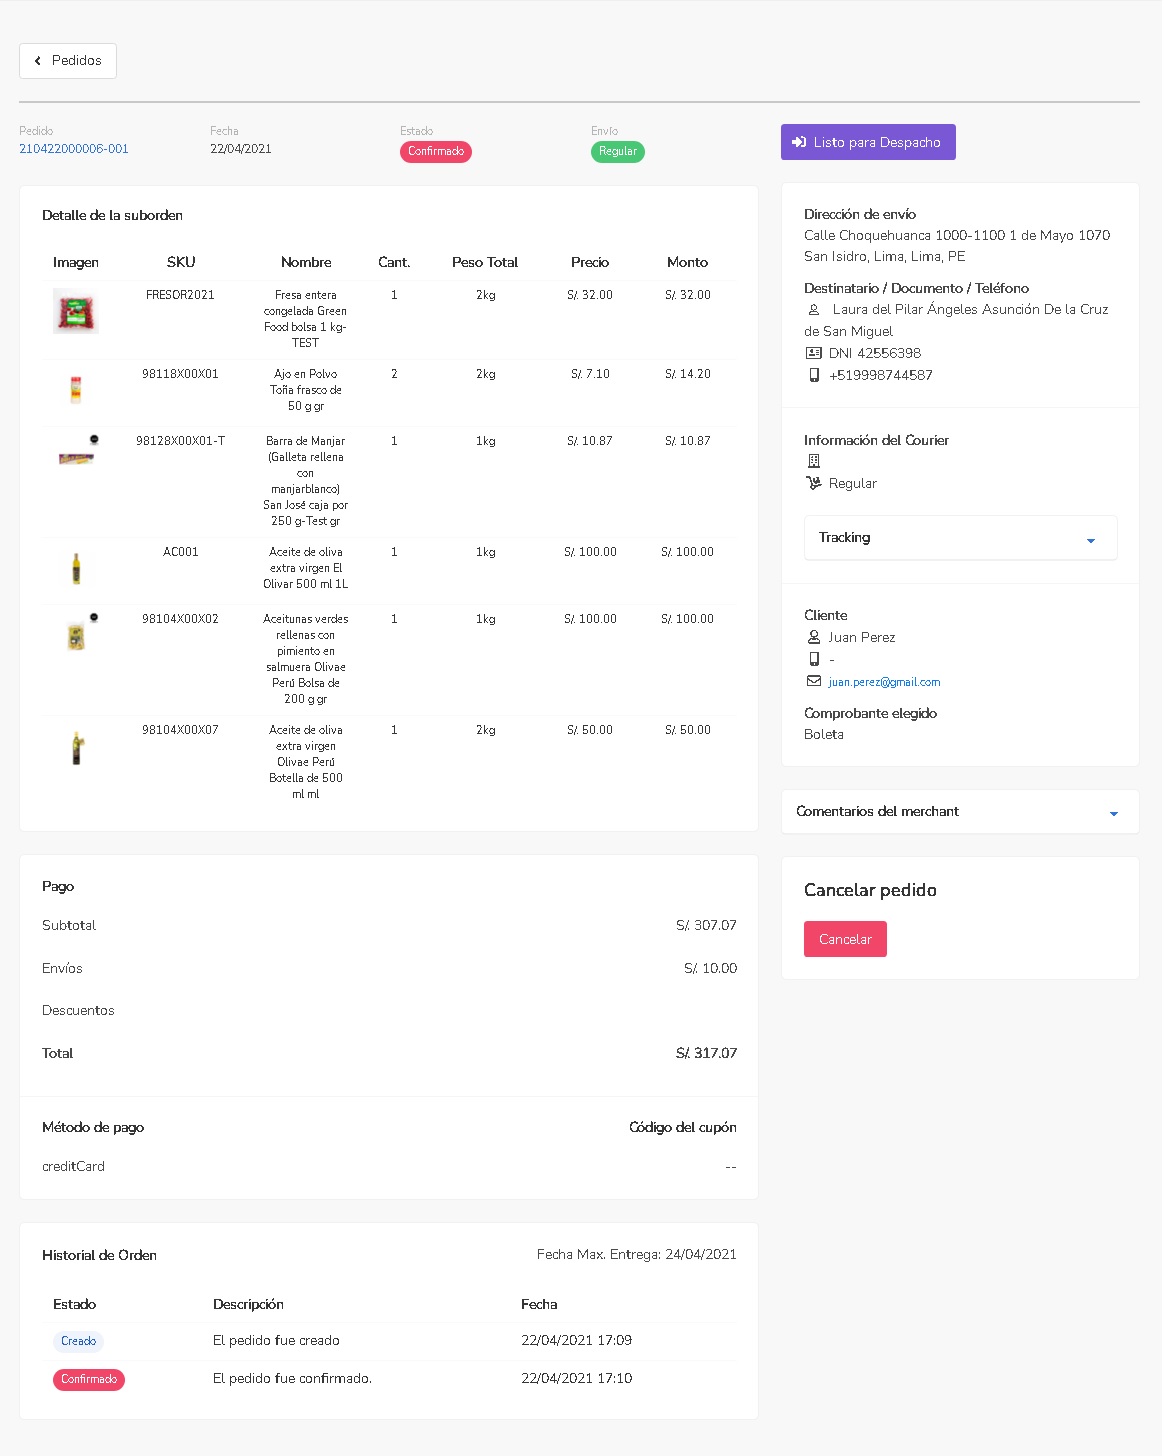 Pedidos
Pedido
210422000006-001
Fecha
22/04/2021
Estado
Confirmado
Envío
Regular
Listo para Despacho
Detalle de la suborden
Imagen SKU Nombre Cant. Peso Total Precio Monto
FRESOR2021 Fresa entera 1 2kg S/. 32.00 S/. 32.00
congelada Green
Food bolsa 1 kg-
TEST
98118X00X01 Ajo en Polvo 2 2kg S/. 7.10 S/. 14.20
Toña frasco de
50 g gr
98128X00X01-T Barra de Manjar 1 1kg S/. 10.87 S/. 10.87
(Galleta rellena
con
manjarblanco)
San José caja por
250 g-Test gr
AC001 Aceite de oliva 1 1kg S/. 100.00 S/. 100.00
extra virgen El
Olivar 500 ml 1L
98104X00X02 Aceitunas verdes 1 1kg S/. 100.00 S/. 100.00
rellenas con
pimiento en
salmuera Olivae
Perú Bolsa de
200 g gr
98104X00X07 Aceite de oliva 1 2kg S/. 50.00 S/. 50.00
extra virgen
Olivae Perú
Botella de 500
ml ml
Pago
Subtotal S/. 307.07
Envíos S/. 10.00
Descuentos
Total S/. 317.07
Método de pago Código del cupón
creditCard --
Historial de Orden Fecha Max. Entrega: 24/04/2021
Estado Descripción Fecha
Creado El pedido fue creado 22/04/2021 17:09
Confirmado El pedido fue confirmado. 22/04/2021 17:10
Dirección de envío
Calle Choquehuanca 1000-1100 1 de Mayo 1070
San Isidro, Lima, Lima, PE
Destinatario / Documento / Teléfono
Laura del Pilar Ángeles Asunción De la Cruz
de San Miguel
DNI 42556398
+519998744587
Información del Courier
Regular
Tracking
Cliente
Juan Perez
-
juan.perez@gmail.com
Comprobante elegido
Boleta
Comentarios del merchant
Cancelar pedido
Cancelar